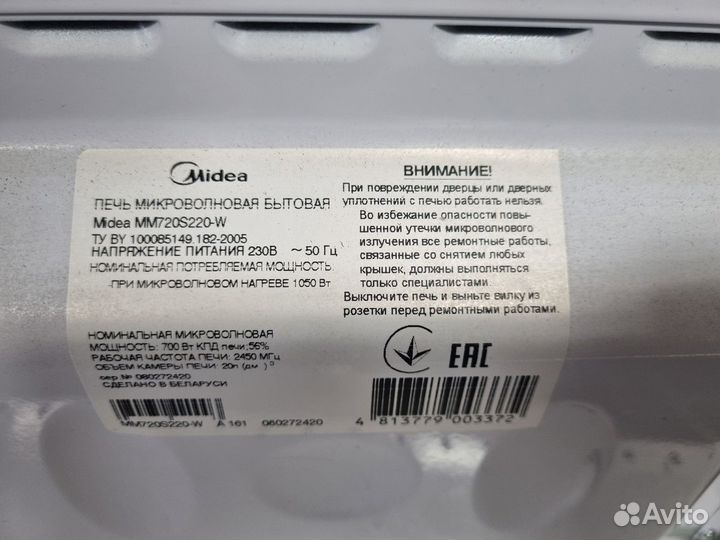 Midea
ПЕЧЬ МИКРОВОЛНОВАЯ БЫТОВАЯ
Midea MM720S220-W
ТУ BY 100085149.182-2005
НАПРЯЖЕНИЕ ПИТАНИЯ 230В ~ 50 Гц
НОМИНАЛЬНАЯ ПОТРЕБЛЯЕМАЯ МОЩНОСТЬ:
-ПРИ МИКРОВОЛНОВОМ НАГРЕВЕ 1050 Вт
НОМИНАЛЬНАЯ МИКРОВОЛНОВАЯ
МОЩНОСТЬ: 700 Вт КПД печи:56%
РАБОЧАЯ ЧАСТОТА ПЕЧИ: 2450 МГц
ОБЪЕМ КАМЕРЫ ПЕЧИ: 20л (дм )³
сер № 080272420
СДЕЛАНО В БЕЛАРУСИ
MM720S220-W A 161 080272420
ВНИМАНИЕ!
При повреждении дверцы или дверных
уплотнений с печью работать нельзя.
Во избежание опасности повы-
шенной утечки микроволнового
излучения все ремонтные работы,
связанные со снятием любых
крышек, должны выполняться
только специалистами.
Выключите печь и выньте вилку из
розетки перед ремонтными работами.
EAC
4 813779 003372
Avito